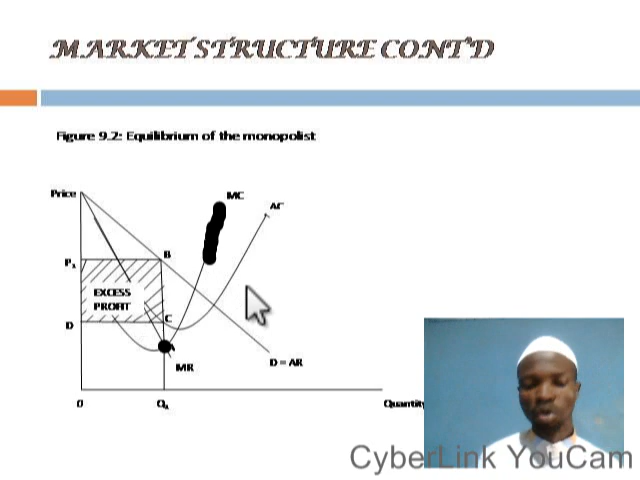 MARKET STRUCTURE CONT'D
Figure 9.2: Equilibrium of the monopolist
Price
MC
AC
P₁
B
EXCESS
PROFIT
D
C
A
MR
D = AR
0
Quantity
CyberLink YouCam